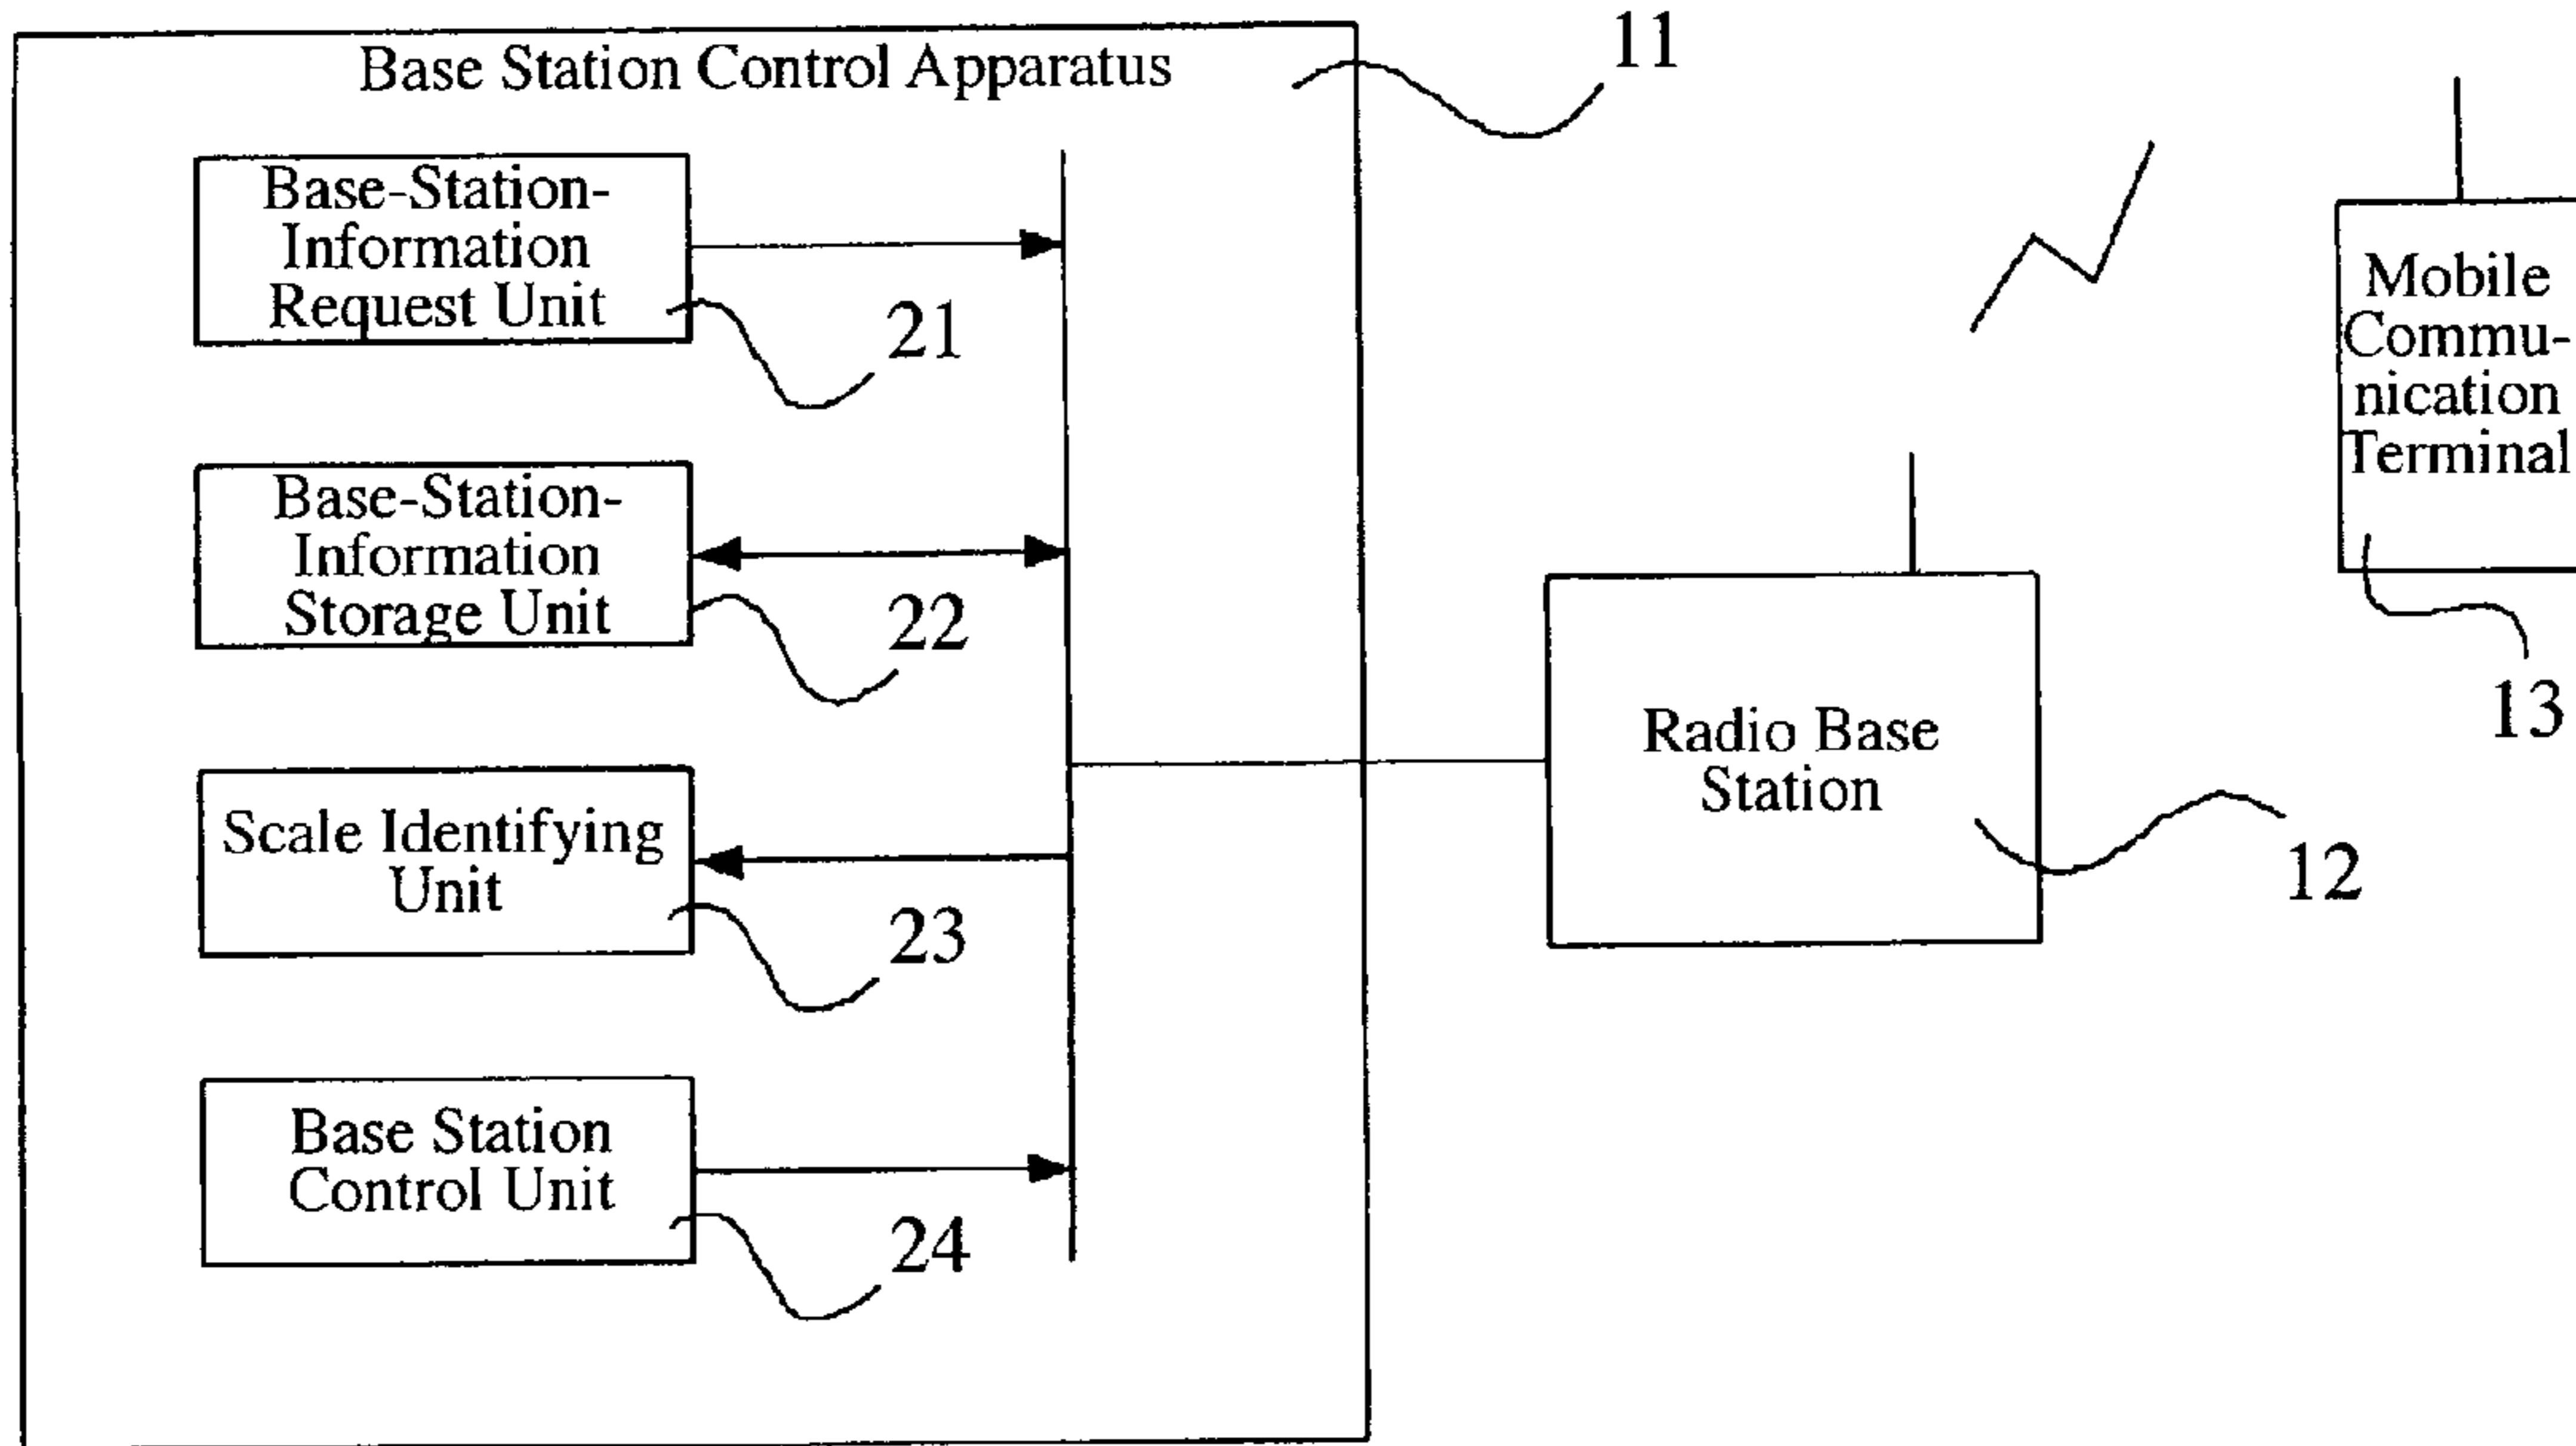 Base Station Control Apparatus
11
Base-Station-
Information
Request Unit
21
Base-Station-
Information
Storage Unit
22
Scale Identifying
Unit
23
Base Station
Control Unit
24
Radio Base
Station
12
Mobile
Commu-
nication
Terminal
13